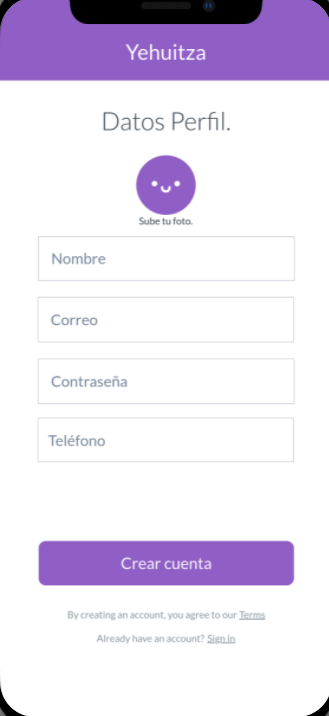 Yehuitza
Datos Perfil.
Sube tu foto.
Nombre
Correo
Contraseña
Teléfono
Crear cuenta
By creating an account, you agree to our Terms
Already have an account? Sign in